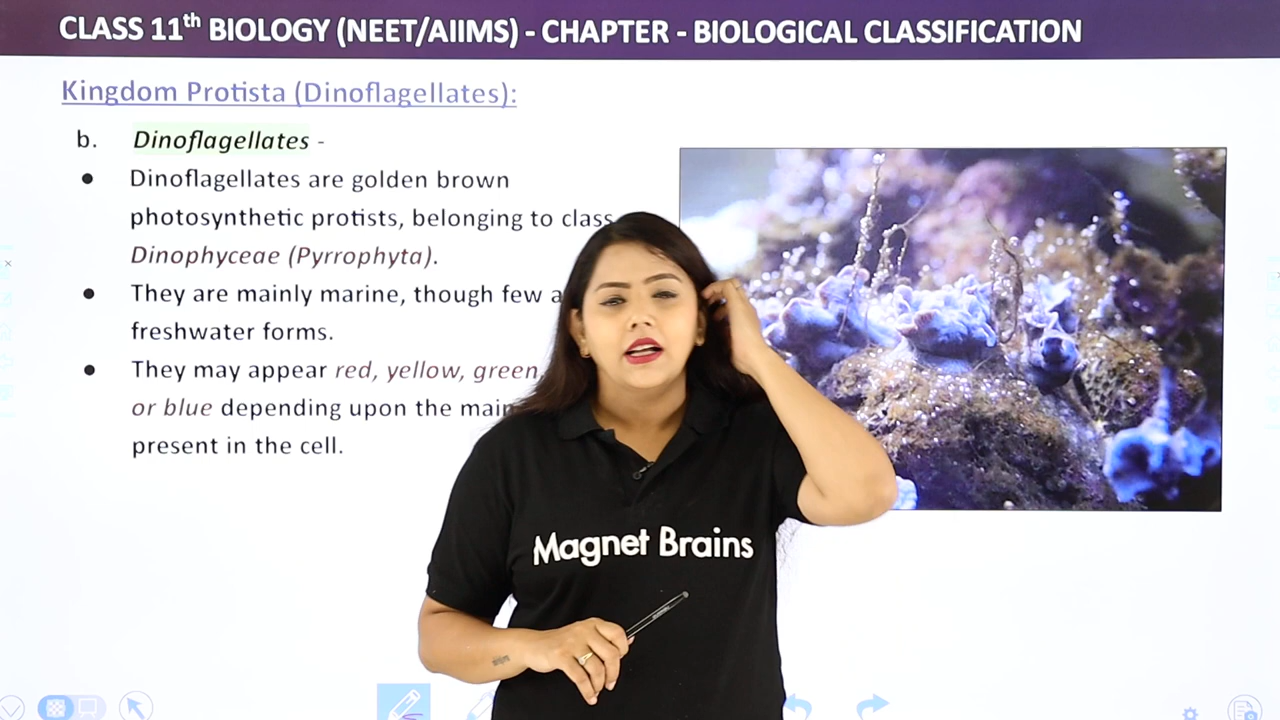 CLASS 11th BIOLOGY (NEET/AIIMS) - CHAPTER - BIOLOGICAL CLASSIFICATION
Kingdom Protista (Dinoflagellates):
b. Dinoflagellates -
● Dinoflagellates are golden brown
photosynthetic protists, belonging to class
Dinophyceae (Pyrrophyta).
● They are mainly marine, though few
freshwater forms.
● They may appear red, yellow, green,
or blue depending upon the
present in the cell.
Magnet Brains